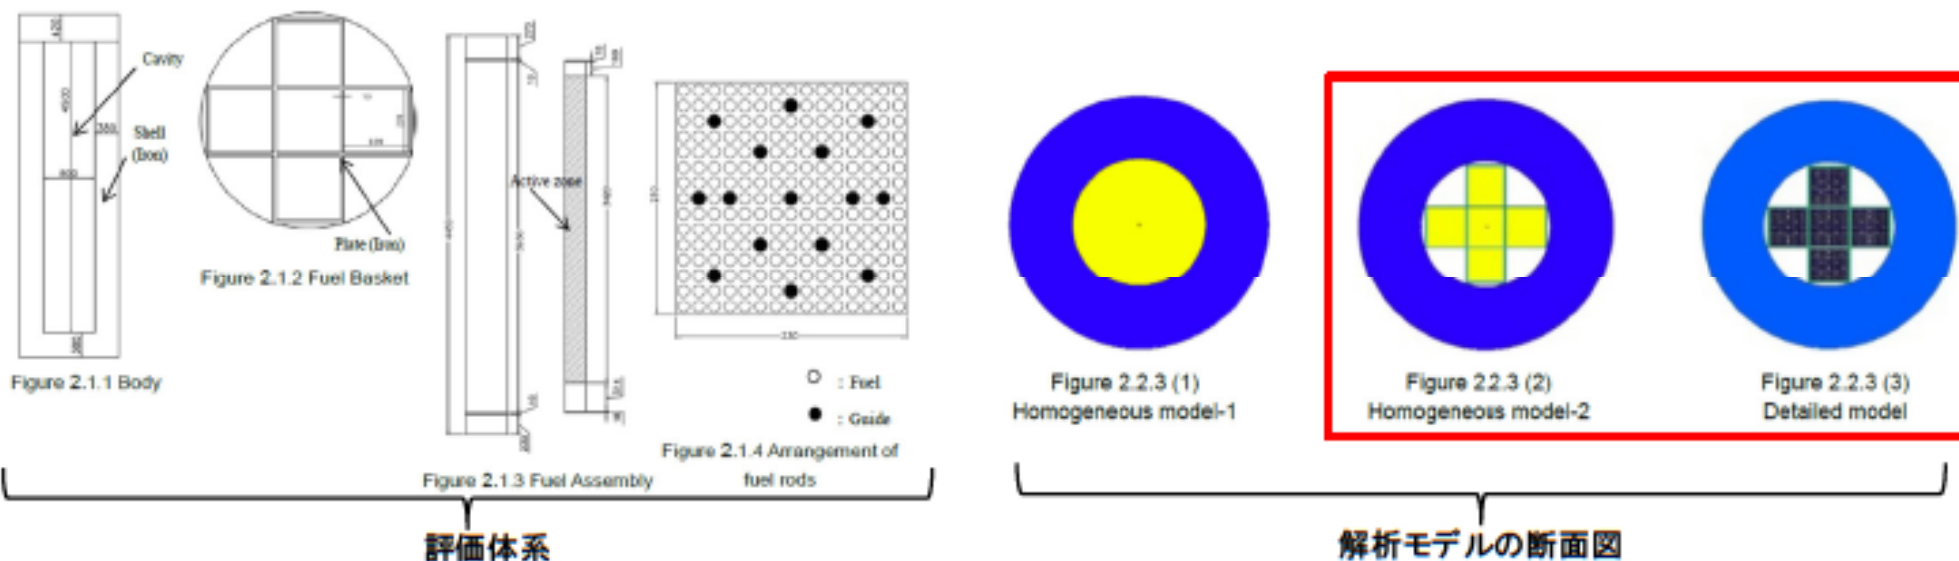 Cavity
Shell
(Iron)
Figure 2.1.1 Body
Plate (Iron)
Figure 2.1.2 Fuel Basket
Active zone
Figure 2.1.3 Fuel Assembly
: Fuel
: Guide
Figure 2.1.4 Arrangement of
fuel rods
評価体系
Figure 2.2.3 (1)
Homogeneous model-1
Figure 2.2.3 (2)
Homogeneous model-2
Figure 2.2.3 (3)
Detailed model
解析モデルの断面図